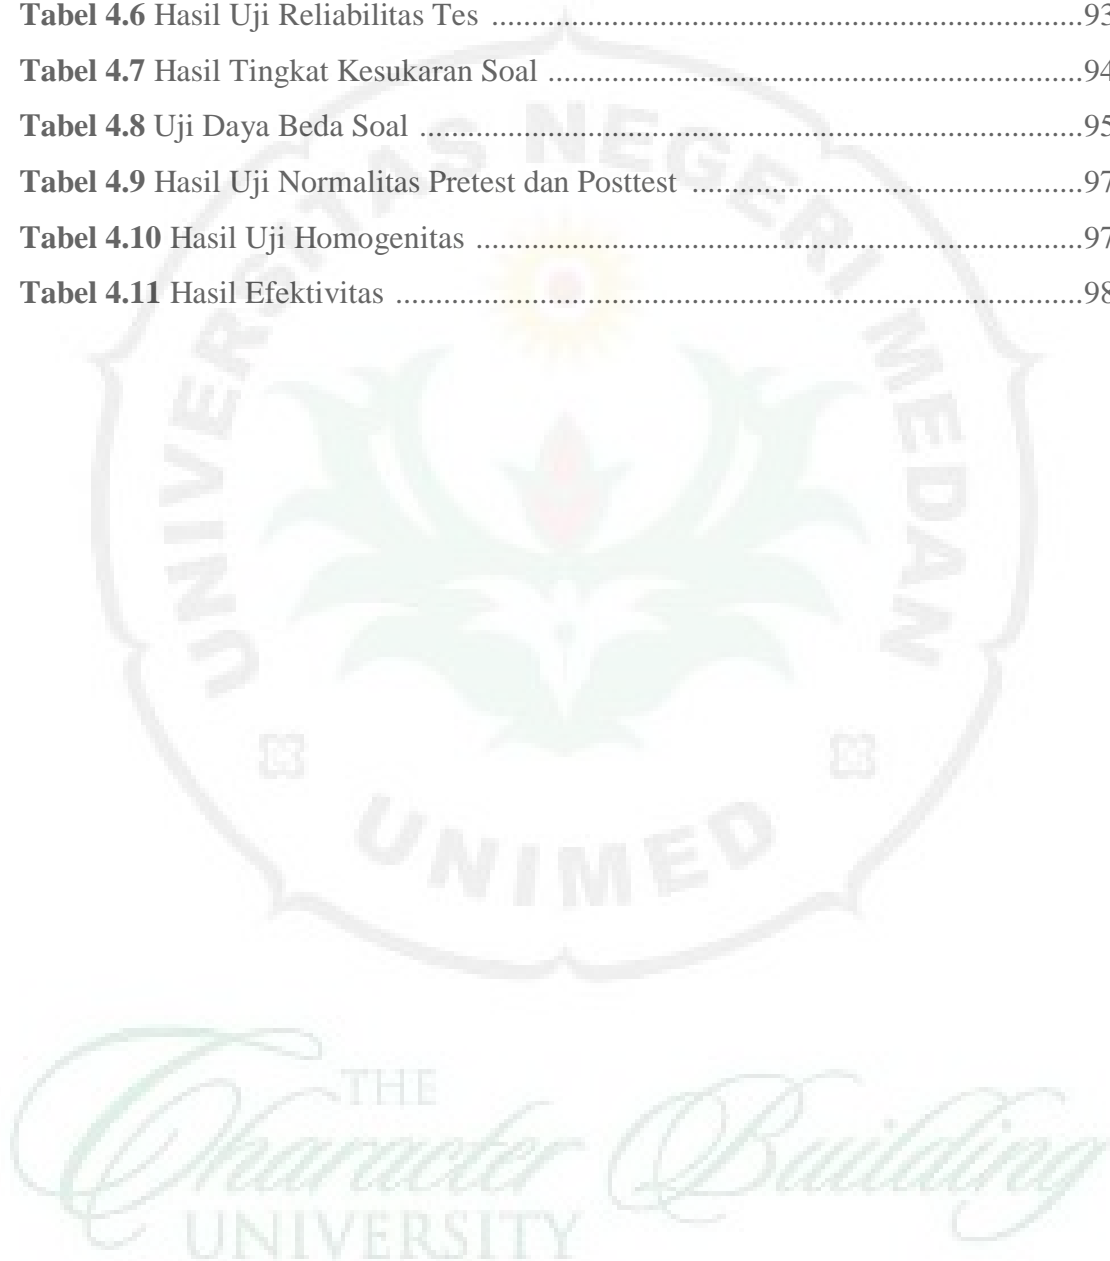 Tabel 4.6 Hasil Uji Reliabilitas Tes ..........................................................................93
Tabel 4.7 Hasil Tingkat Kesukaran Soal ...................................................................94
Tabel 4.8 Uji Daya Beda Soal ...................................................................................95
Tabel 4.9 Hasil Uji Normalitas Pretest dan Posttest .................................................97
Tabel 4.10 Hasil Uji Homogenitas ............................................................................97
Tabel 4.11 Hasil Efektivitas ......................................................................................98
UNIVERSITAS NEGERI MEDAN
UNIMED
THE
Character Building
UNIVERSITY